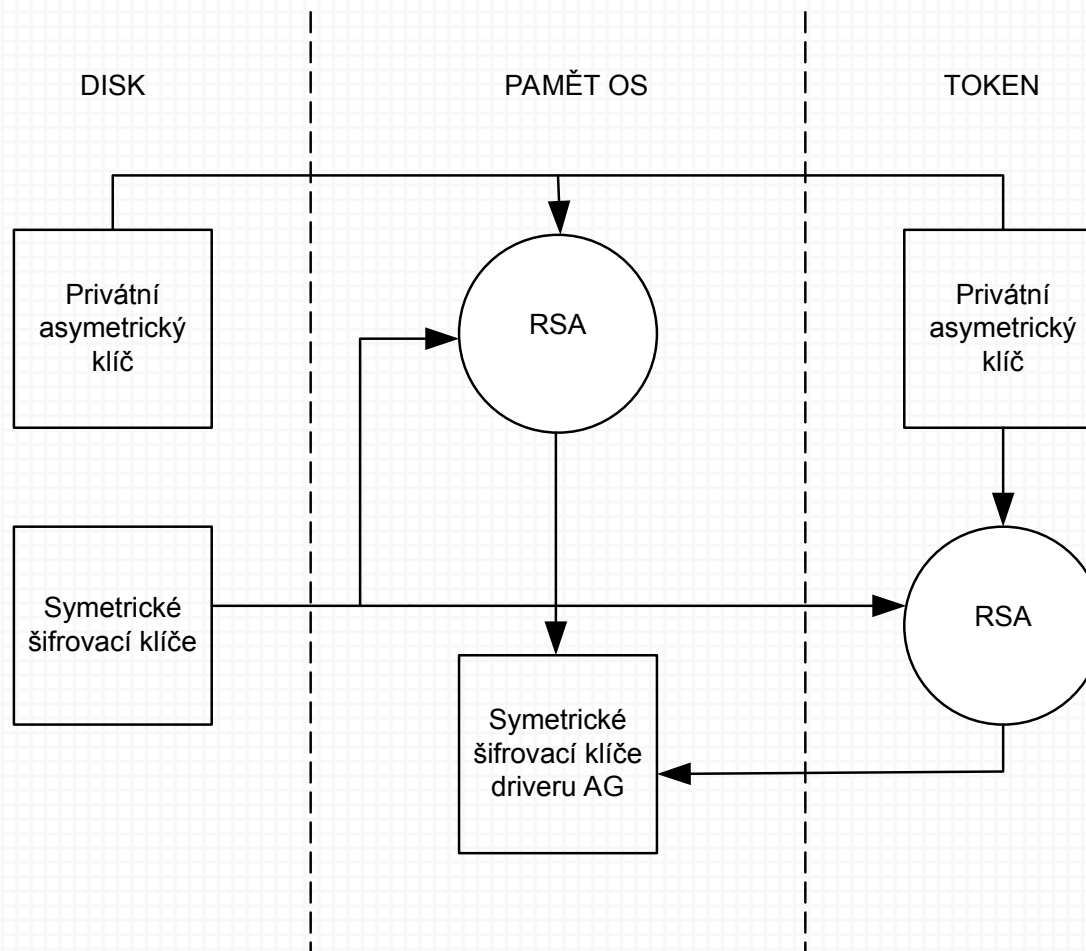 DISK
PAMĚT OS
TOKEN
Privátní
asymetrický
klíč
RSA
Privátní
asymetrický
klíč
Symetrické
šifrovací klíče
RSA
Symetrické
šifrovací klíče
driveru AG